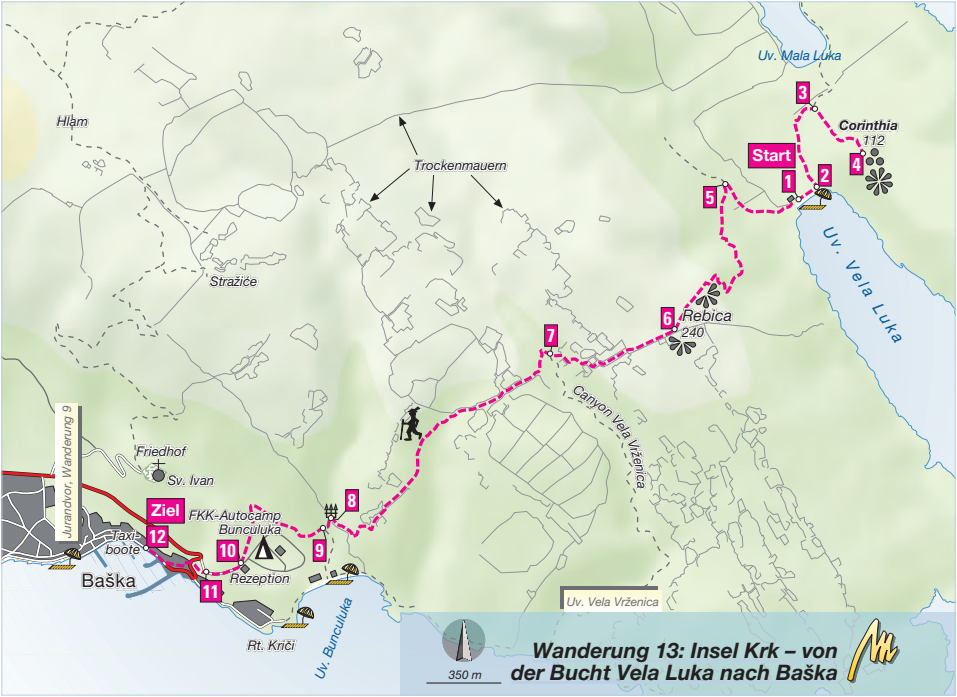 Uv. Mala Luka
3
Corinthia
112
Hlam
Start
4
Trockenmauern
1
2
5
Uv. Vela Luka
Stražiće
6
Rebica
240
7
Canyon Vela Vrženica
Jurandvor, Wanderung 9
Friedhof
Sv. Ivan
8
Ziel
FKK-Autocamp
Bunculuka
Taxi-
boote
12
10
9
Baška
Rezeption
11
Uv. Vela Vrženica
Uv. Bunculuka
Rt. Kriči
350 m
Wanderung 13: Insel Krk – von
der Bucht Vela Luka nach Baška